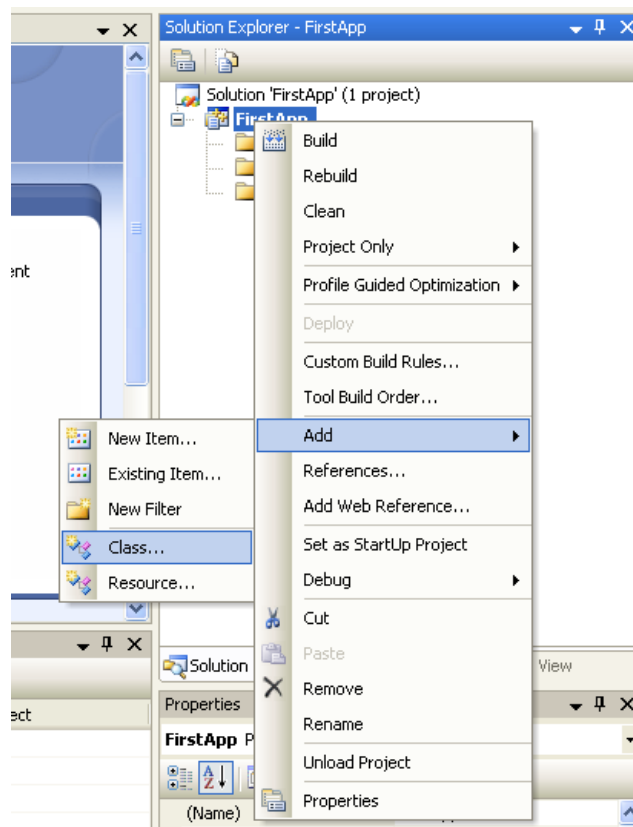 Solution Explorer - FirstApp
Solution 'FirstApp' (1 project)
FirstApp
Build
Rebuild
Clean
Project Only
Profile Guided Optimization
Deploy
Custom Build Rules...
Tool Build Order...
Add
References...
Add Web Reference...
Set as StartUp Project
Debug
Cut
Paste
Remove
Rename
Unload Project
Properties
New Item...
Existing Item...
New Filter
Class...
Resource...
Solution
View
Properties
FirstApp
(Name)